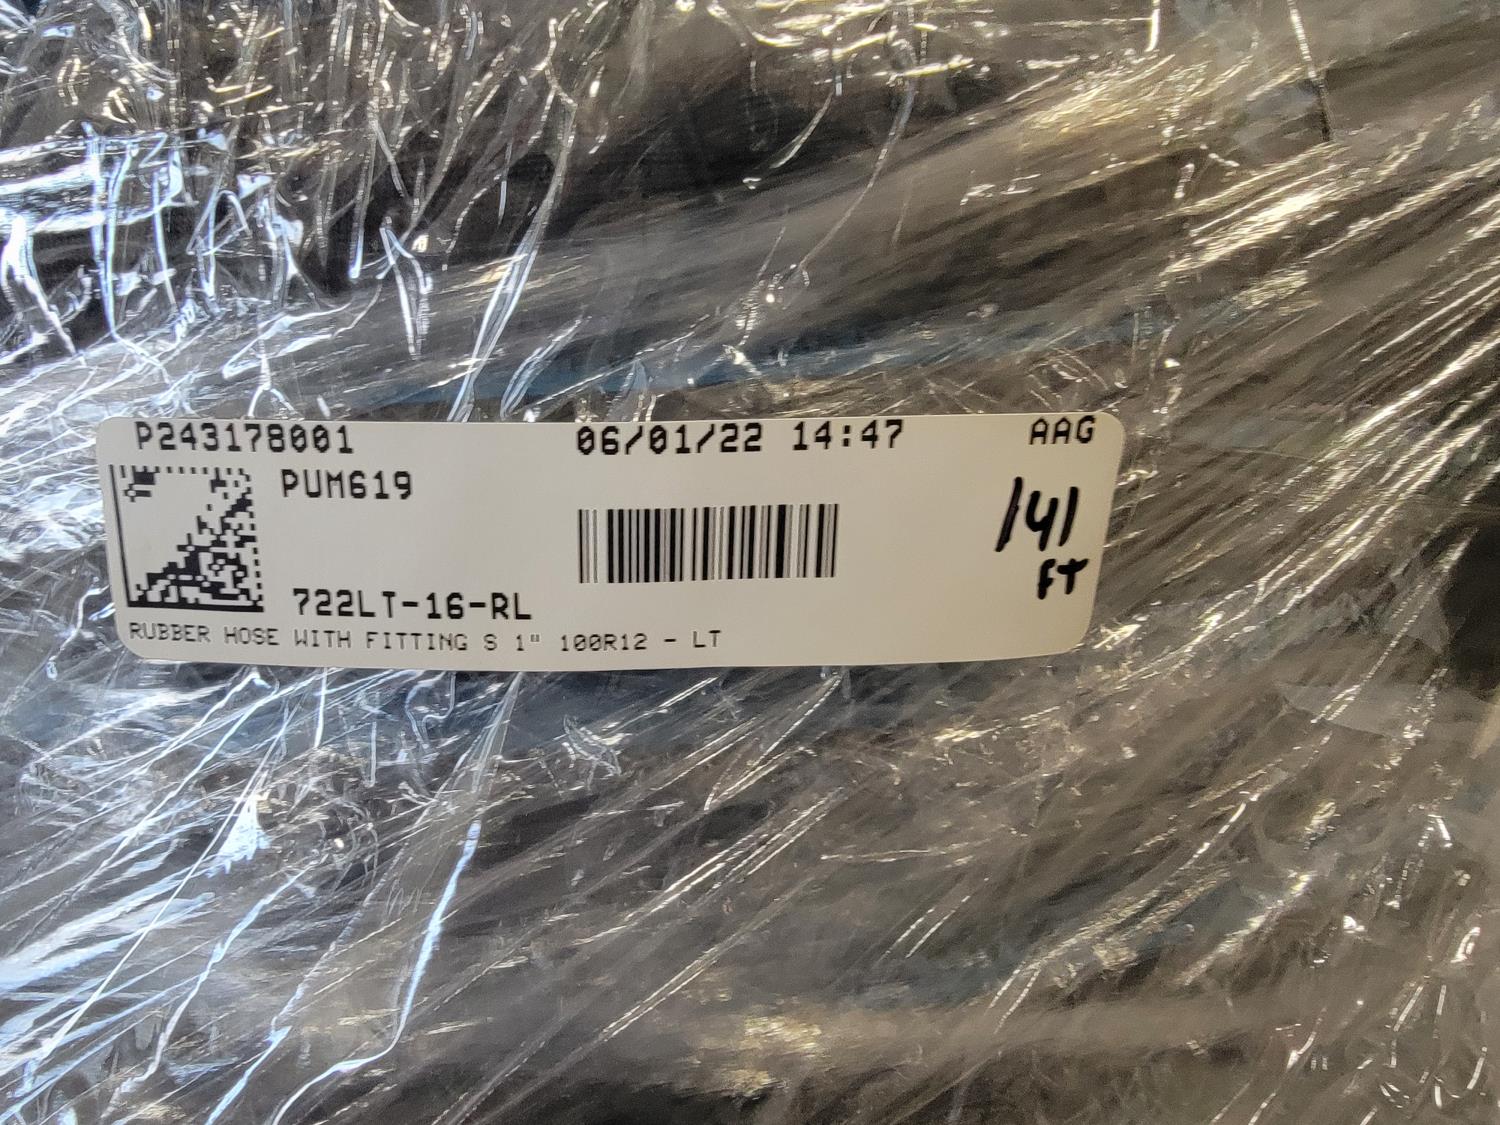 P243178001 06/01/22 14:47 AAG
PUM619
141
FT
722LT-16-RL
RUBBER HOSE WITH FITTING S 1" 100R12 - LT